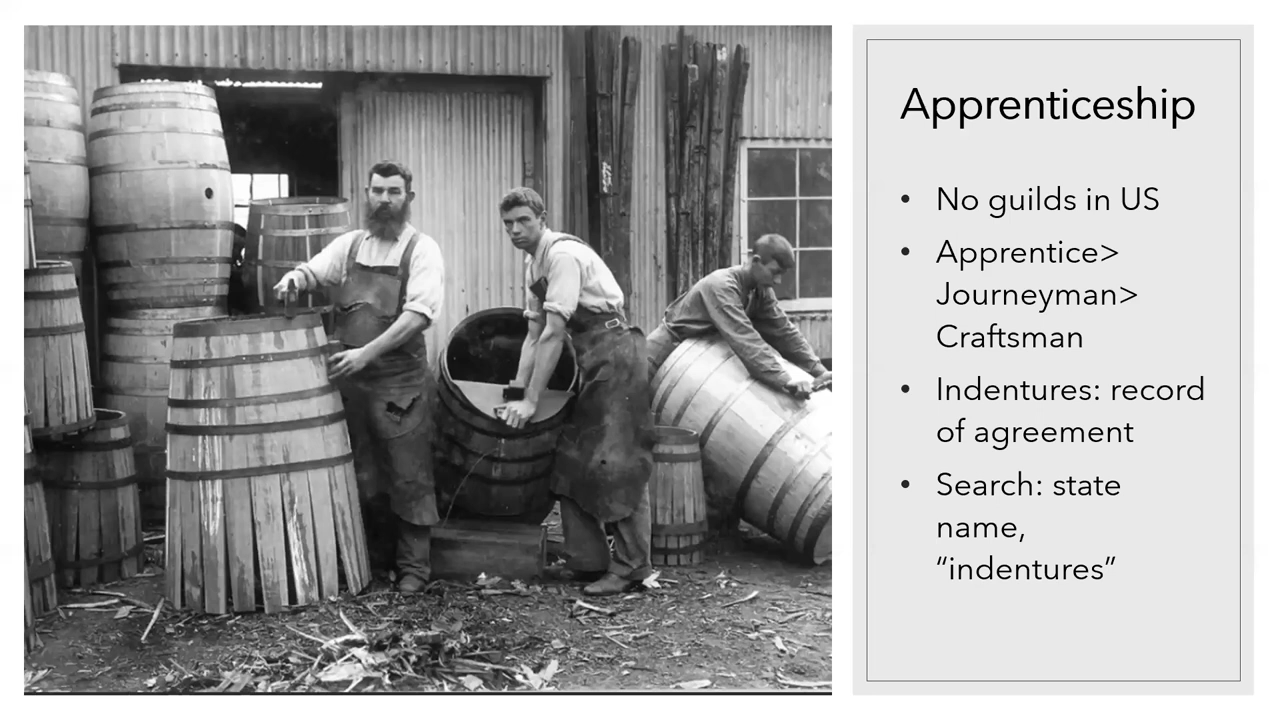 Apprenticeship
• No guilds in US
• Apprentice>
Journeyman>
Craftsman
• Indentures: record
of agreement
• Search: state
name,
“indentures”